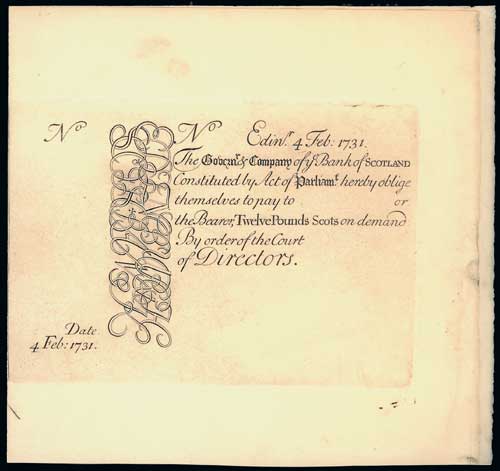 Nº
Nº
Edinr. 4 Feb: 1731.
The Governr. & Company of ye Bank of SCOTLAND
Constituted by Act of Parliamt. hereby oblige
themselves to pay to or
the Bearer, Twelve Pounds Scots on demand
By order of the Court
of Directors.
Date
4 Feb: 1731.